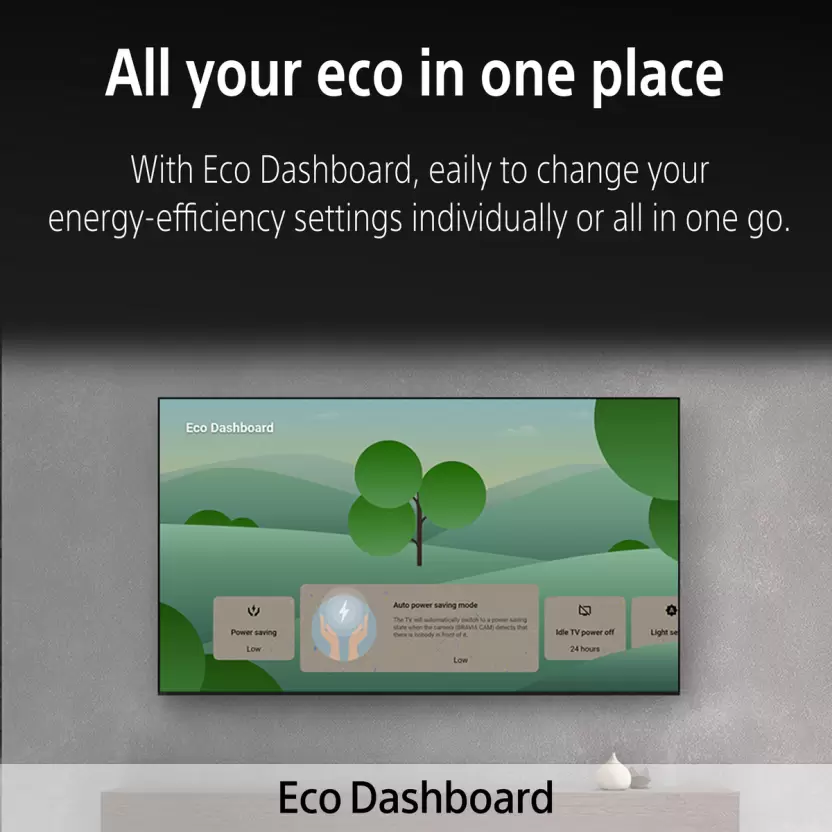 All your eco in one place
With Eco Dashboard, eaily to change your
energy-efficiency settings individually or all in one go.
Eco Dashboard
Power saving
Low
Auto power saving mode
The TV will automatically switch to a power saving
state when the camera (BRAVIA CAM) detects that
there is nobody in front of it.
Low
Idle TV power off
24 hours
Light se
Eco Dashboard